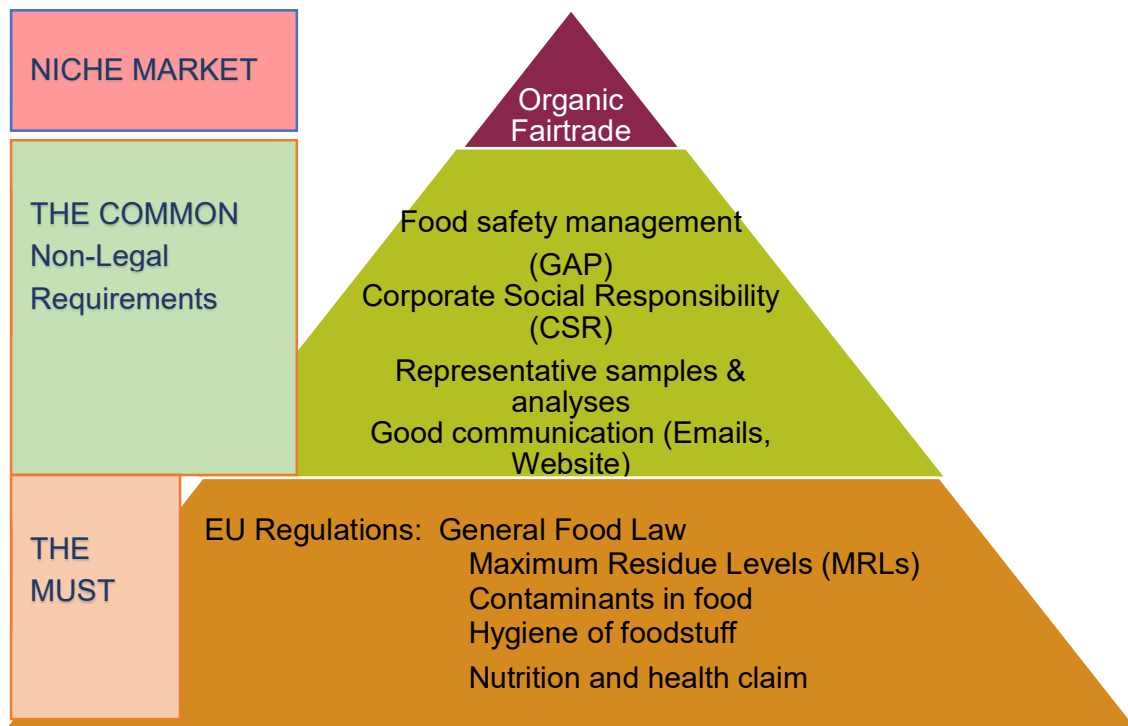 NICHE MARKET
Organic
Fairtrade
THE COMMON
Non-Legal
Requirements
Food safety management
(GAP)
Corporate Social Responsibility
(CSR)
Representative samples &
analyses
Good communication (Emails,
Website)
THE
MUST
EU Regulations: General Food Law
Maximum Residue Levels (MRLs)
Contaminants in food
Hygiene of foodstuff
Nutrition and health claim